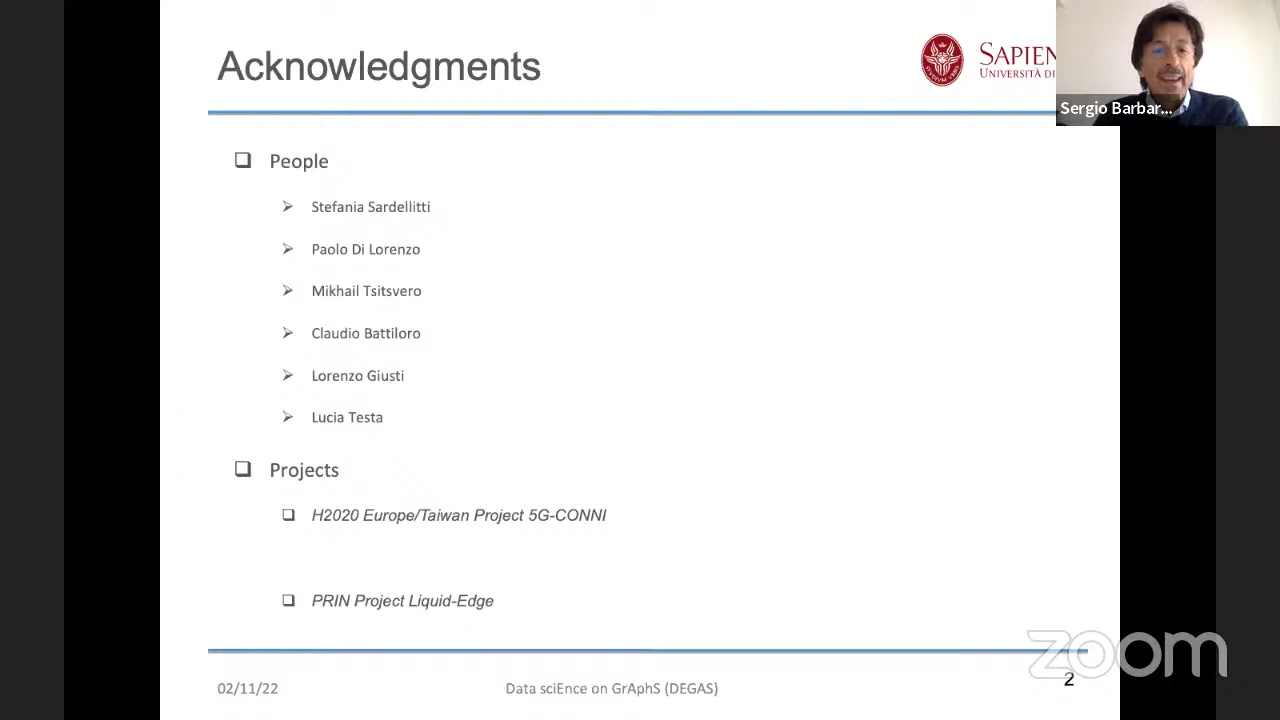 Acknowledgments
SAPIEN
UNIVERSITÀ DI
Sergio Barbar...
People
Stefania Sardellitti
Paolo Di Lorenzo
Mikhail Tsitsvero
Claudio Battiloro
Lorenzo Giusti
Lucia Testa
Projects
H2020 Europe/Taiwan Project 5G-CONNI
PRIN Project Liquid-Edge
zoom
02/11/22
Data sciEnce on GrAphS (DEGAS)
2